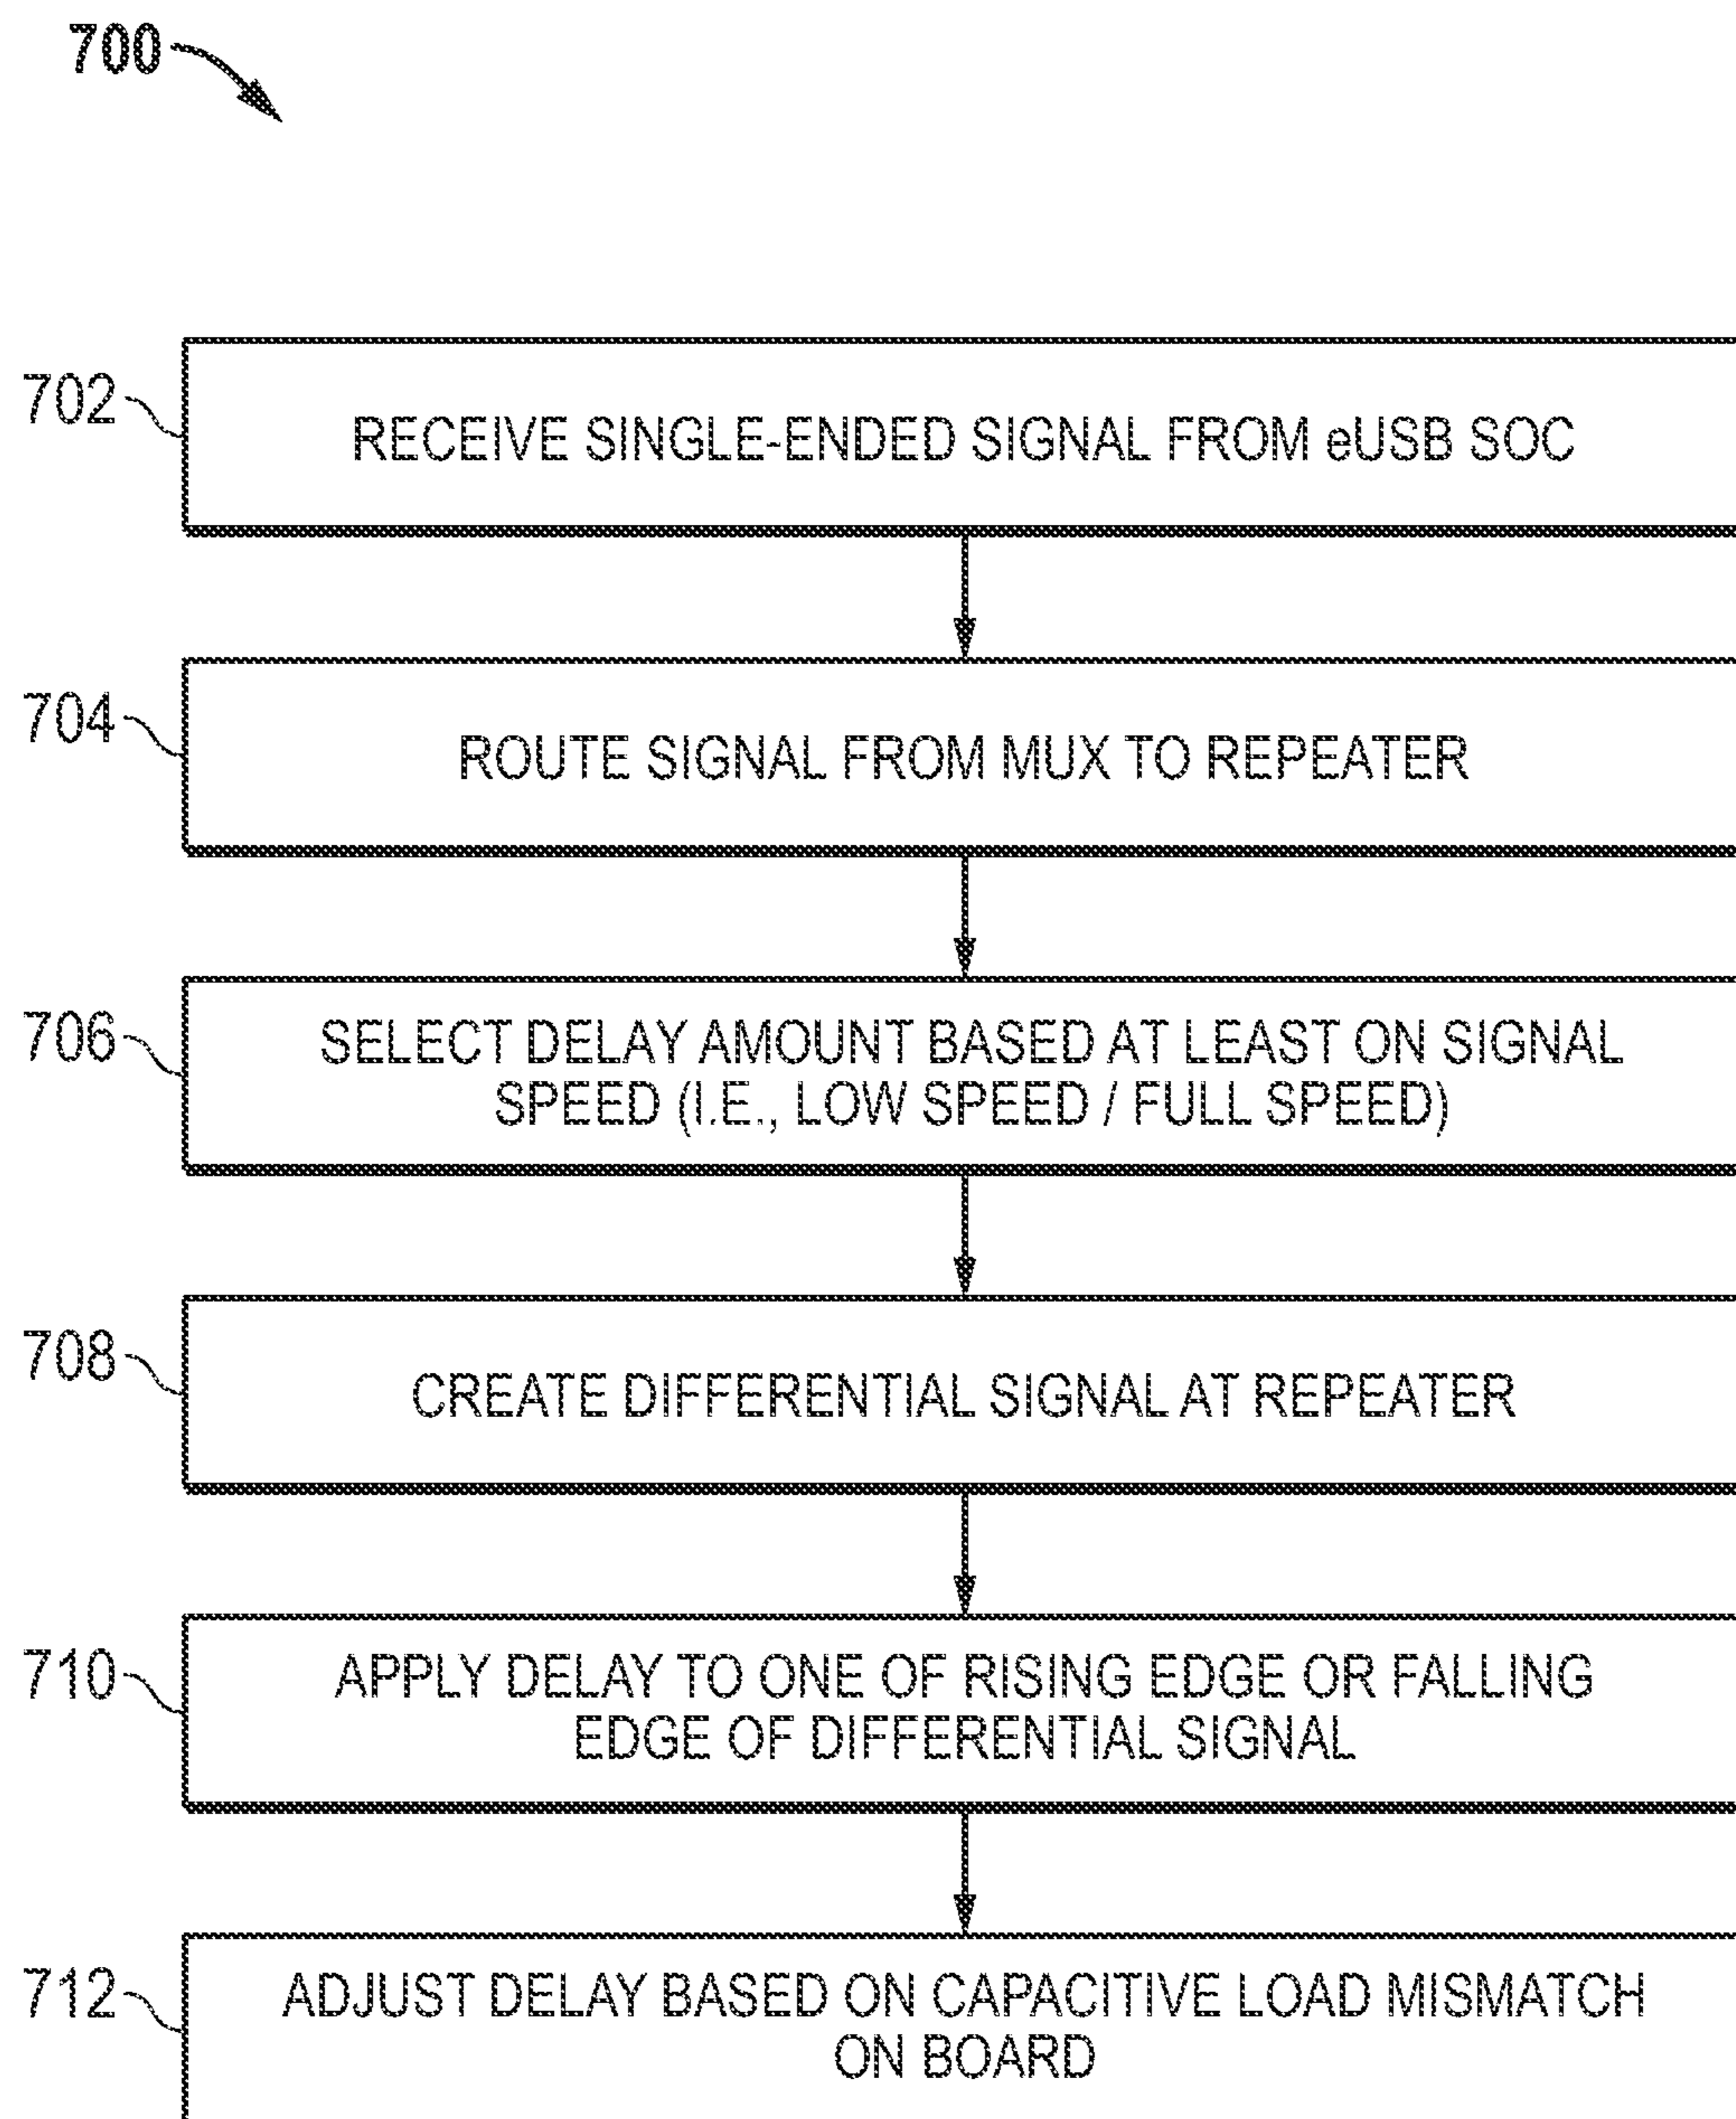 700
702
RECEIVE SINGLE-ENDED SIGNAL FROM eUSB SOC
704
ROUTE SIGNAL FROM MUX TO REPEATER
706
SELECT DELAY AMOUNT BASED AT LEAST ON SIGNAL
SPEED (I.E., LOW SPEED / FULL SPEED)
708
CREATE DIFFERENTIAL SIGNAL AT REPEATER
710
APPLY DELAY TO ONE OF RISING EDGE OR FALLING
EDGE OF DIFFERENTIAL SIGNAL
712
ADJUST DELAY BASED ON CAPACITIVE LOAD MISMATCH
ON BOARD